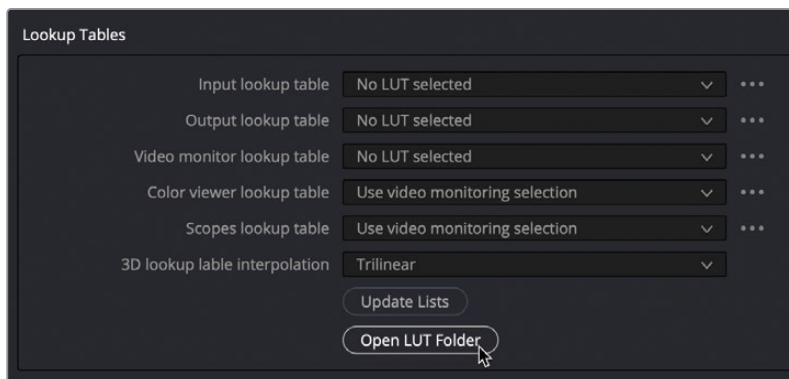 Lookup Tables
Input lookup table No LUT selected
Output lookup table No LUT selected
Video monitor lookup table No LUT selected
Color viewer lookup table Use video monitoring selection
Scopes lookup table Use video monitoring selection
3D lookup lable interpolation Trilinear
Update Lists
Open LUT Folder